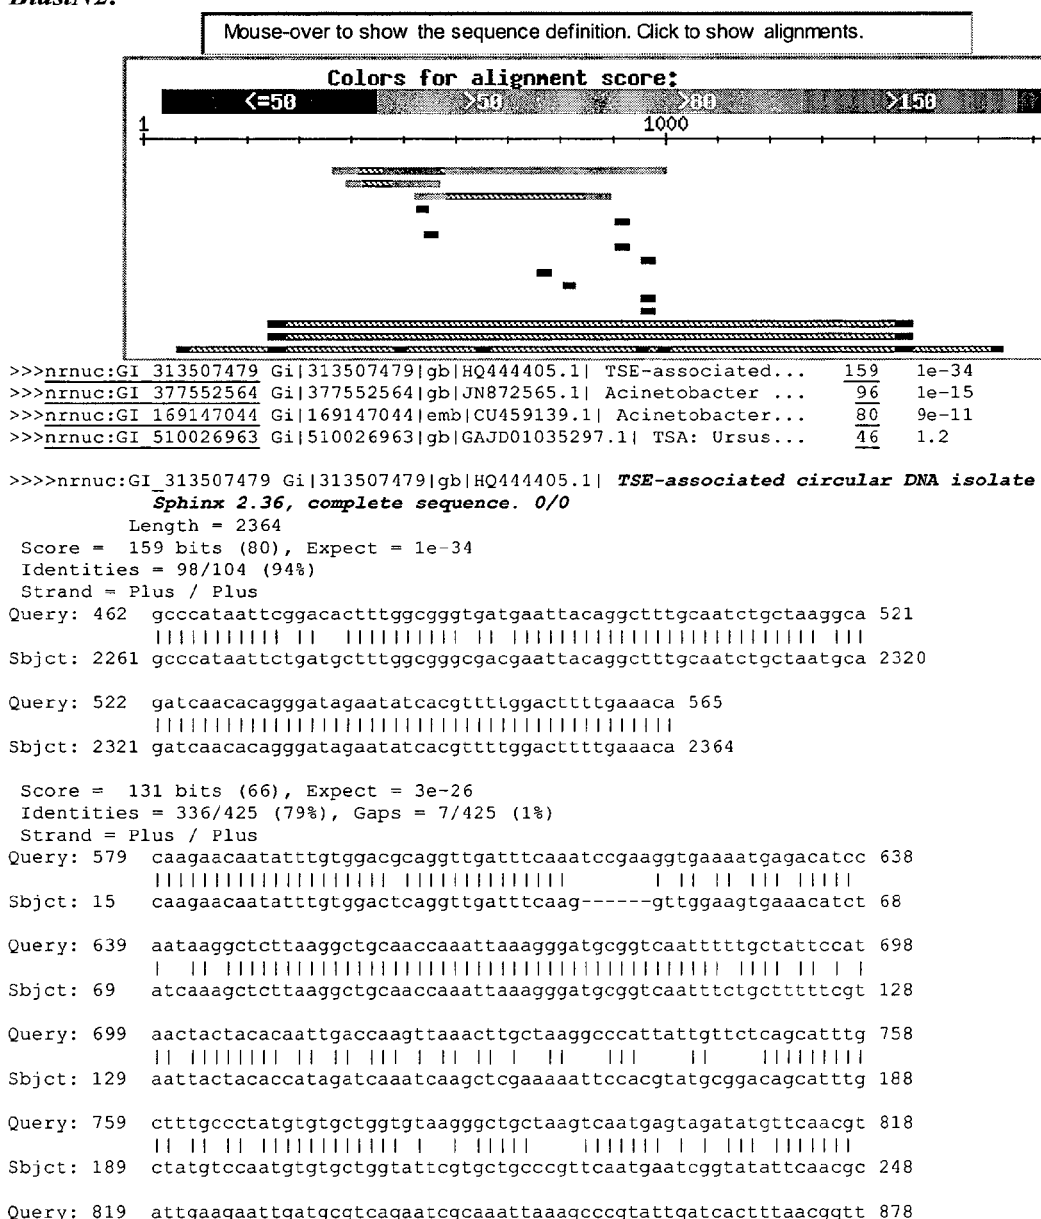 BlastN2:
Mouse-over to show the sequence definition. Click to show alignments.
Colors for alignment score:
<=50 >50 >80 >150
1 1000
>>>nrnuc:GI_313507479 Gi|313507479|gb|HQ444405.1| TSE-associated... 159 1e-34
>>>nrnuc:GI_377552564 Gi|377552564|gb|JN872565.1| Acinetobacter ... 96 1e-15
>>>nrnuc:GI_169147044 Gi|169147044|emb|CU459139.1| Acinetobacter... 80 9e-11
>>>nrnuc:GI_510026963 Gi|510026963|gb|GAJD01035297.1| TSA: Ursus... 46 1.2
>>>>nrnuc:GI_313507479 Gi|313507479|gb|HQ444405.1| TSE-associated circular DNA isolate
Sphinx 2.36, complete sequence. 0/0
Length = 2364
Score = 159 bits (80), Expect = 1e-34
Identities = 98/104 (94%)
Strand = Plus / Plus
Query: 462 gcccataattcggacactttggcgggtgatgaattacaggctttgcaatctgctaaggca 521
Sbjct: 2261 gcccataattctgatgctttggcgggcgacgaattacaggctttgcaatctgctaatgca 2320
Query: 522 gatcaacacagggatagaatatcacgttttggacttttgaaaca 565
Sbjct: 2321 gatcaacacagggatagaatatcacgttttggacttttgaaaca 2364
Score = 131 bits (66), Expect = 3e-26
Identities = 336/425 (79%), Gaps = 7/425 (1%)
Strand = Plus / Plus
Query: 579 caagaacaatatttgtggacgcaggttgatttcaaatccgaaggtgaaaatgagacatcc 638
Sbjct: 15 caagaacaatatttgtggactcaggttgatttcaag------gttggaagtgaaacatct 68
Query: 639 aataaggctcttaaggctgcaaccaaattaaagggatgcggtcaatttttgctattccat 698
Sbjct: 69 atcaaagctcttaaggctgcaaccaaattaaagggatgcggtcaatttctgctttttcgt 128
Query: 699 aactactacacaattgaccaagttaaacttgctaaggcccattattgttctcagcatttg 758
Sbjct: 129 aattactacaccatagatcaaatcaagctcgaaaaattccacgtatgcggacagcatttg 188
Query: 759 ctttgccctatgtgtgctggtgtaagggctgctaagtcaatgagtagatatgttcaacgt 818
Sbjct: 189 ctatgtccaatgtgtgctggtattcgtgctgcccgttcaatgaatcggtatattcaacgc 248
Query: 819 attgaagaattgatgcgtcagaatcgcaaattaaagcccgtattgatcactttaacggtt 878